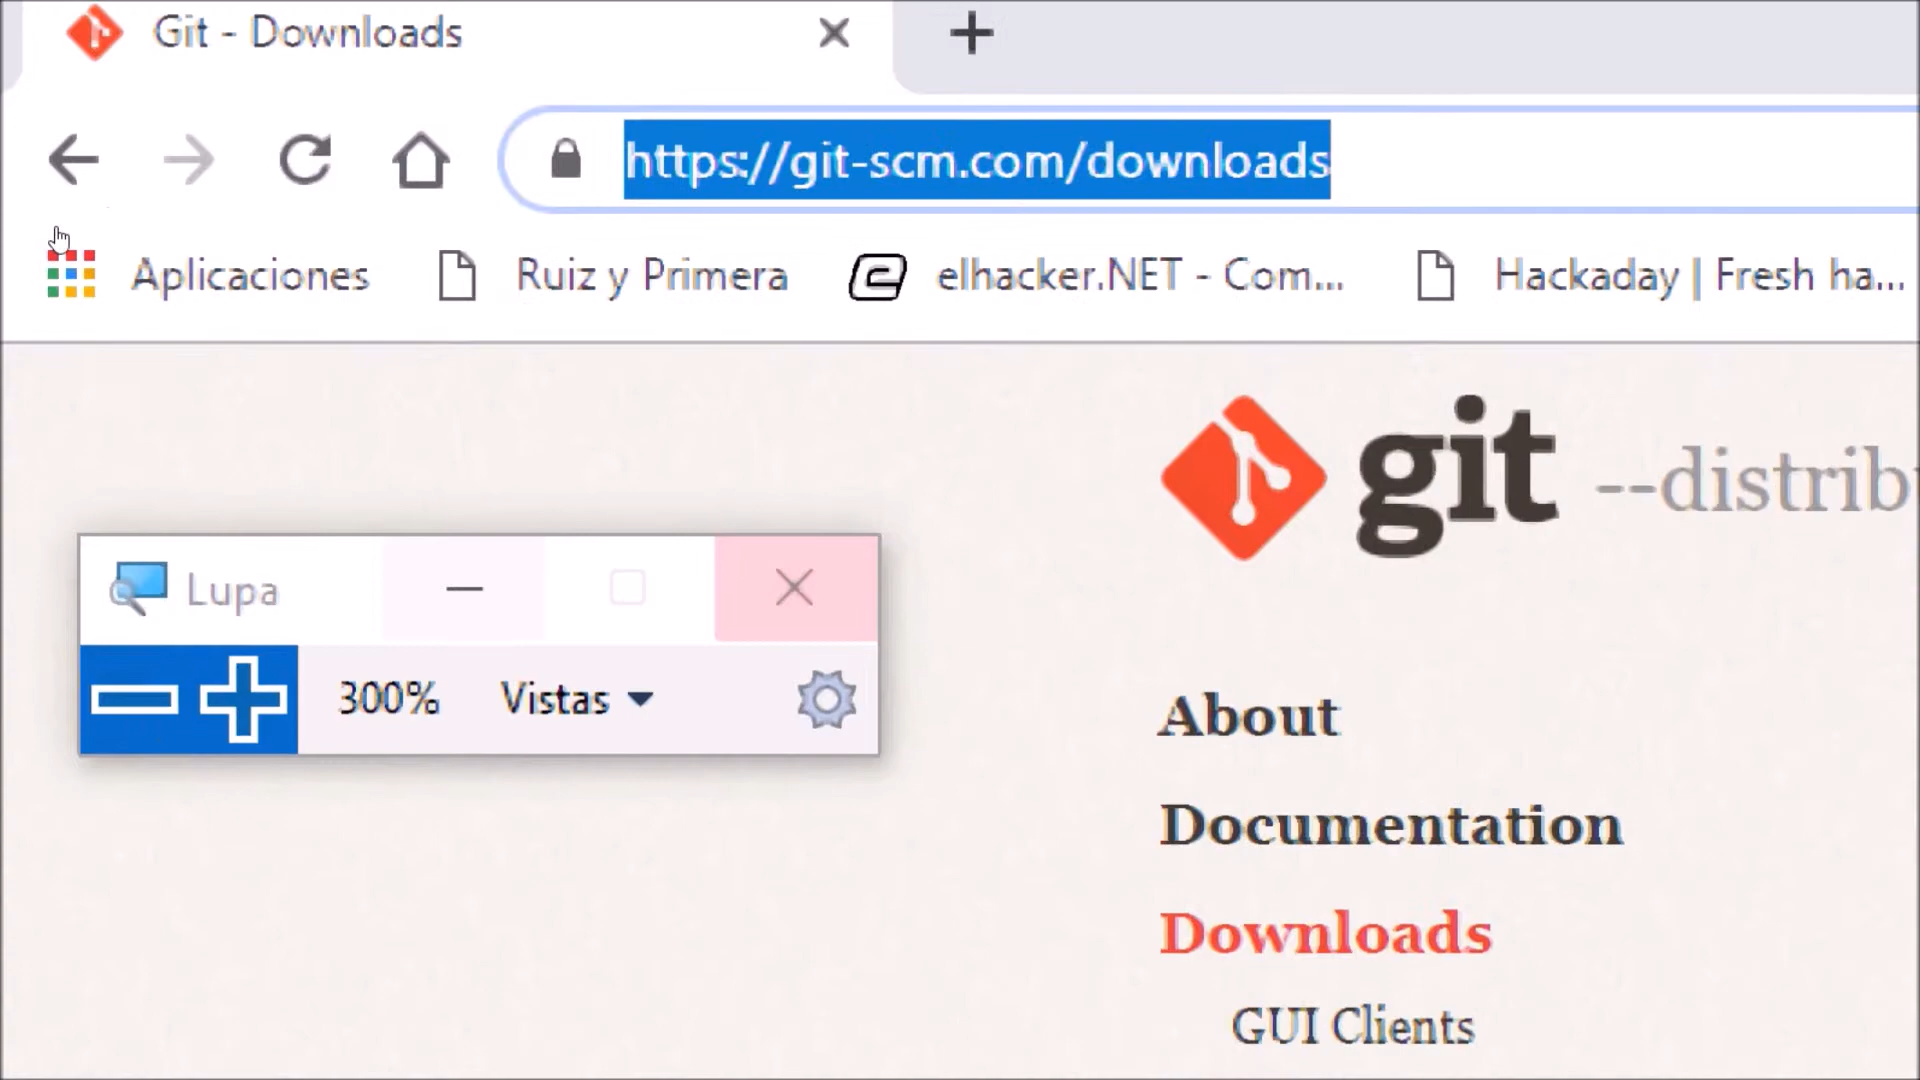 Git - Downloads
https://git-scm.com/downloads
Aplicaciones
Ruiz y Primera
elhacker.NET - Com...
Hackaday | Fresh ha...
git --distrib
Lupa
300%
Vistas
About
Documentation
Downloads
GUI Clients